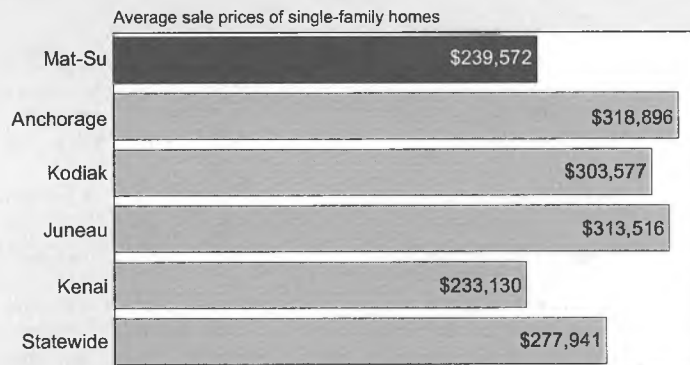 Average sale prices of single-family homes
Mat-Su $239,572
Anchorage $318,896
Kodiak $303,577
Juneau $313,516
Kenai $233,130
Statewide $277,941